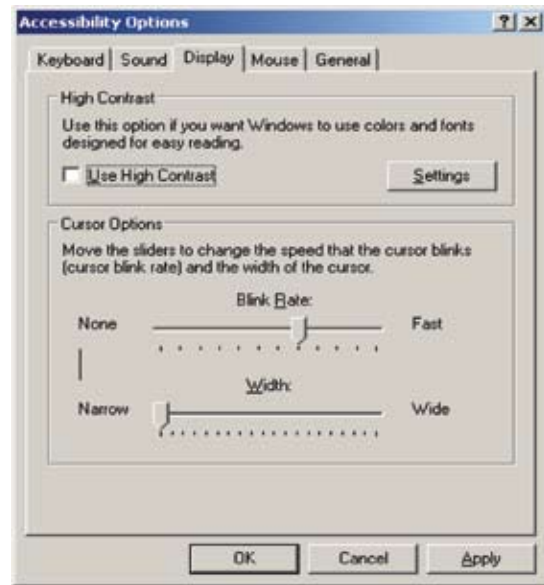 Accessibility Options
Keyboard Sound Display Mouse General
High Contrast
Use this option if you want Windows to use colors and fonts
designed for easy reading.
Use High Contrast Settings
Cursor Options
Move the sliders to change the speed that the cursor blinks
(cursor blink rate) and the width of the cursor.
Blink Rate:
None Fast
Width:
Narrow Wide
OK Cancel Apply